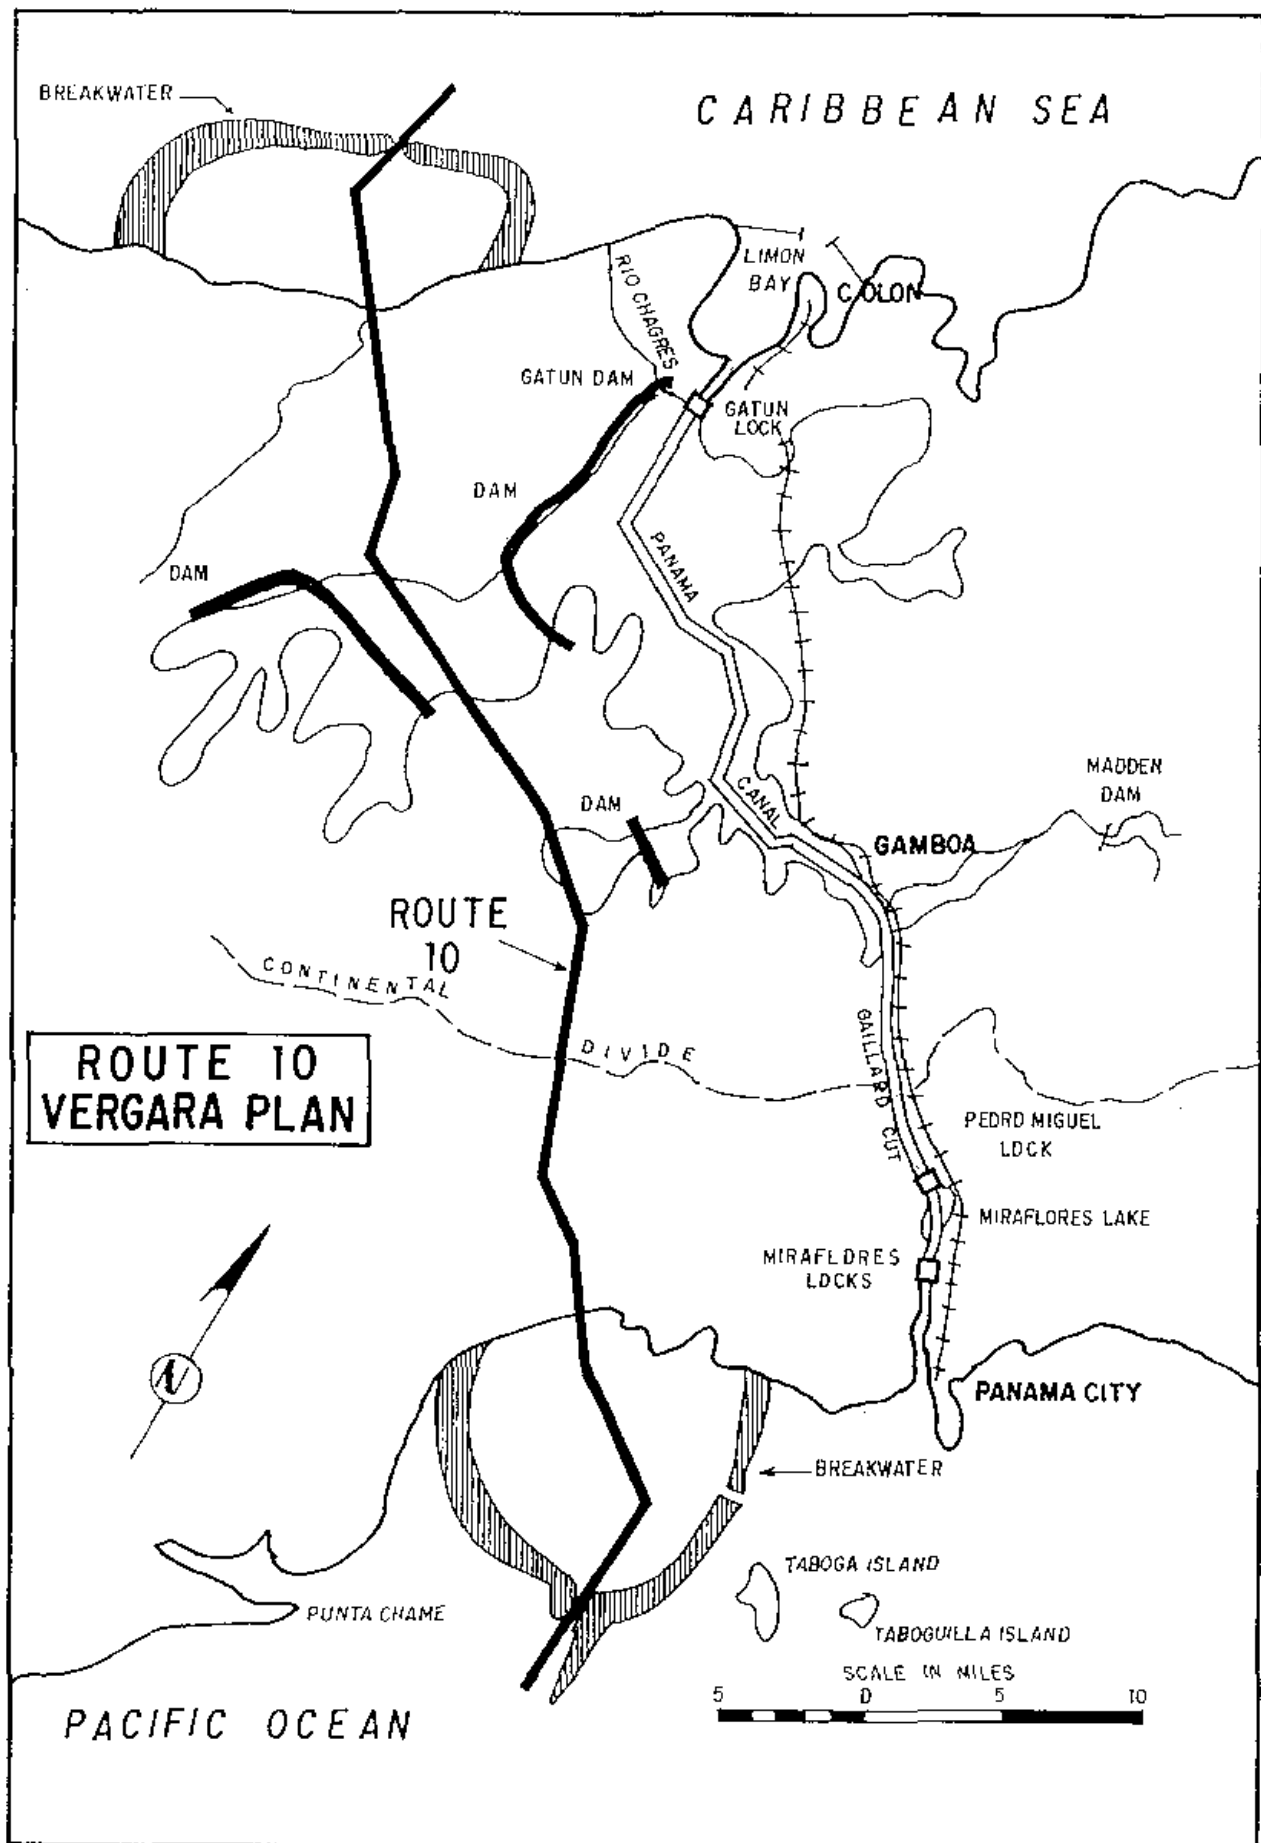 BREAKWATER
CARIBBEAN SEA
LIMON
BAY
COLON
RIO CHAGRES
GATUN DAM
GATUN
LOCK
DAM
PANAMA
DAM
MADDEN
DAM
DAM
CANAL
GAMBOA
ROUTE
10
CONTINENTAL
DIVIDE
GAILLARD CUT
ROUTE 10
VERGARA PLAN
PEDRO MIGUEL
LOCK
MIRAFLORES LAKE
MIRAFLORES
LOCKS
N
PANAMA CITY
BREAKWATER
TABOGA ISLAND
PUNTA CHAME
TABOGUILLA ISLAND
SCALE IN MILES
5 0 5 10
PACIFIC OCEAN